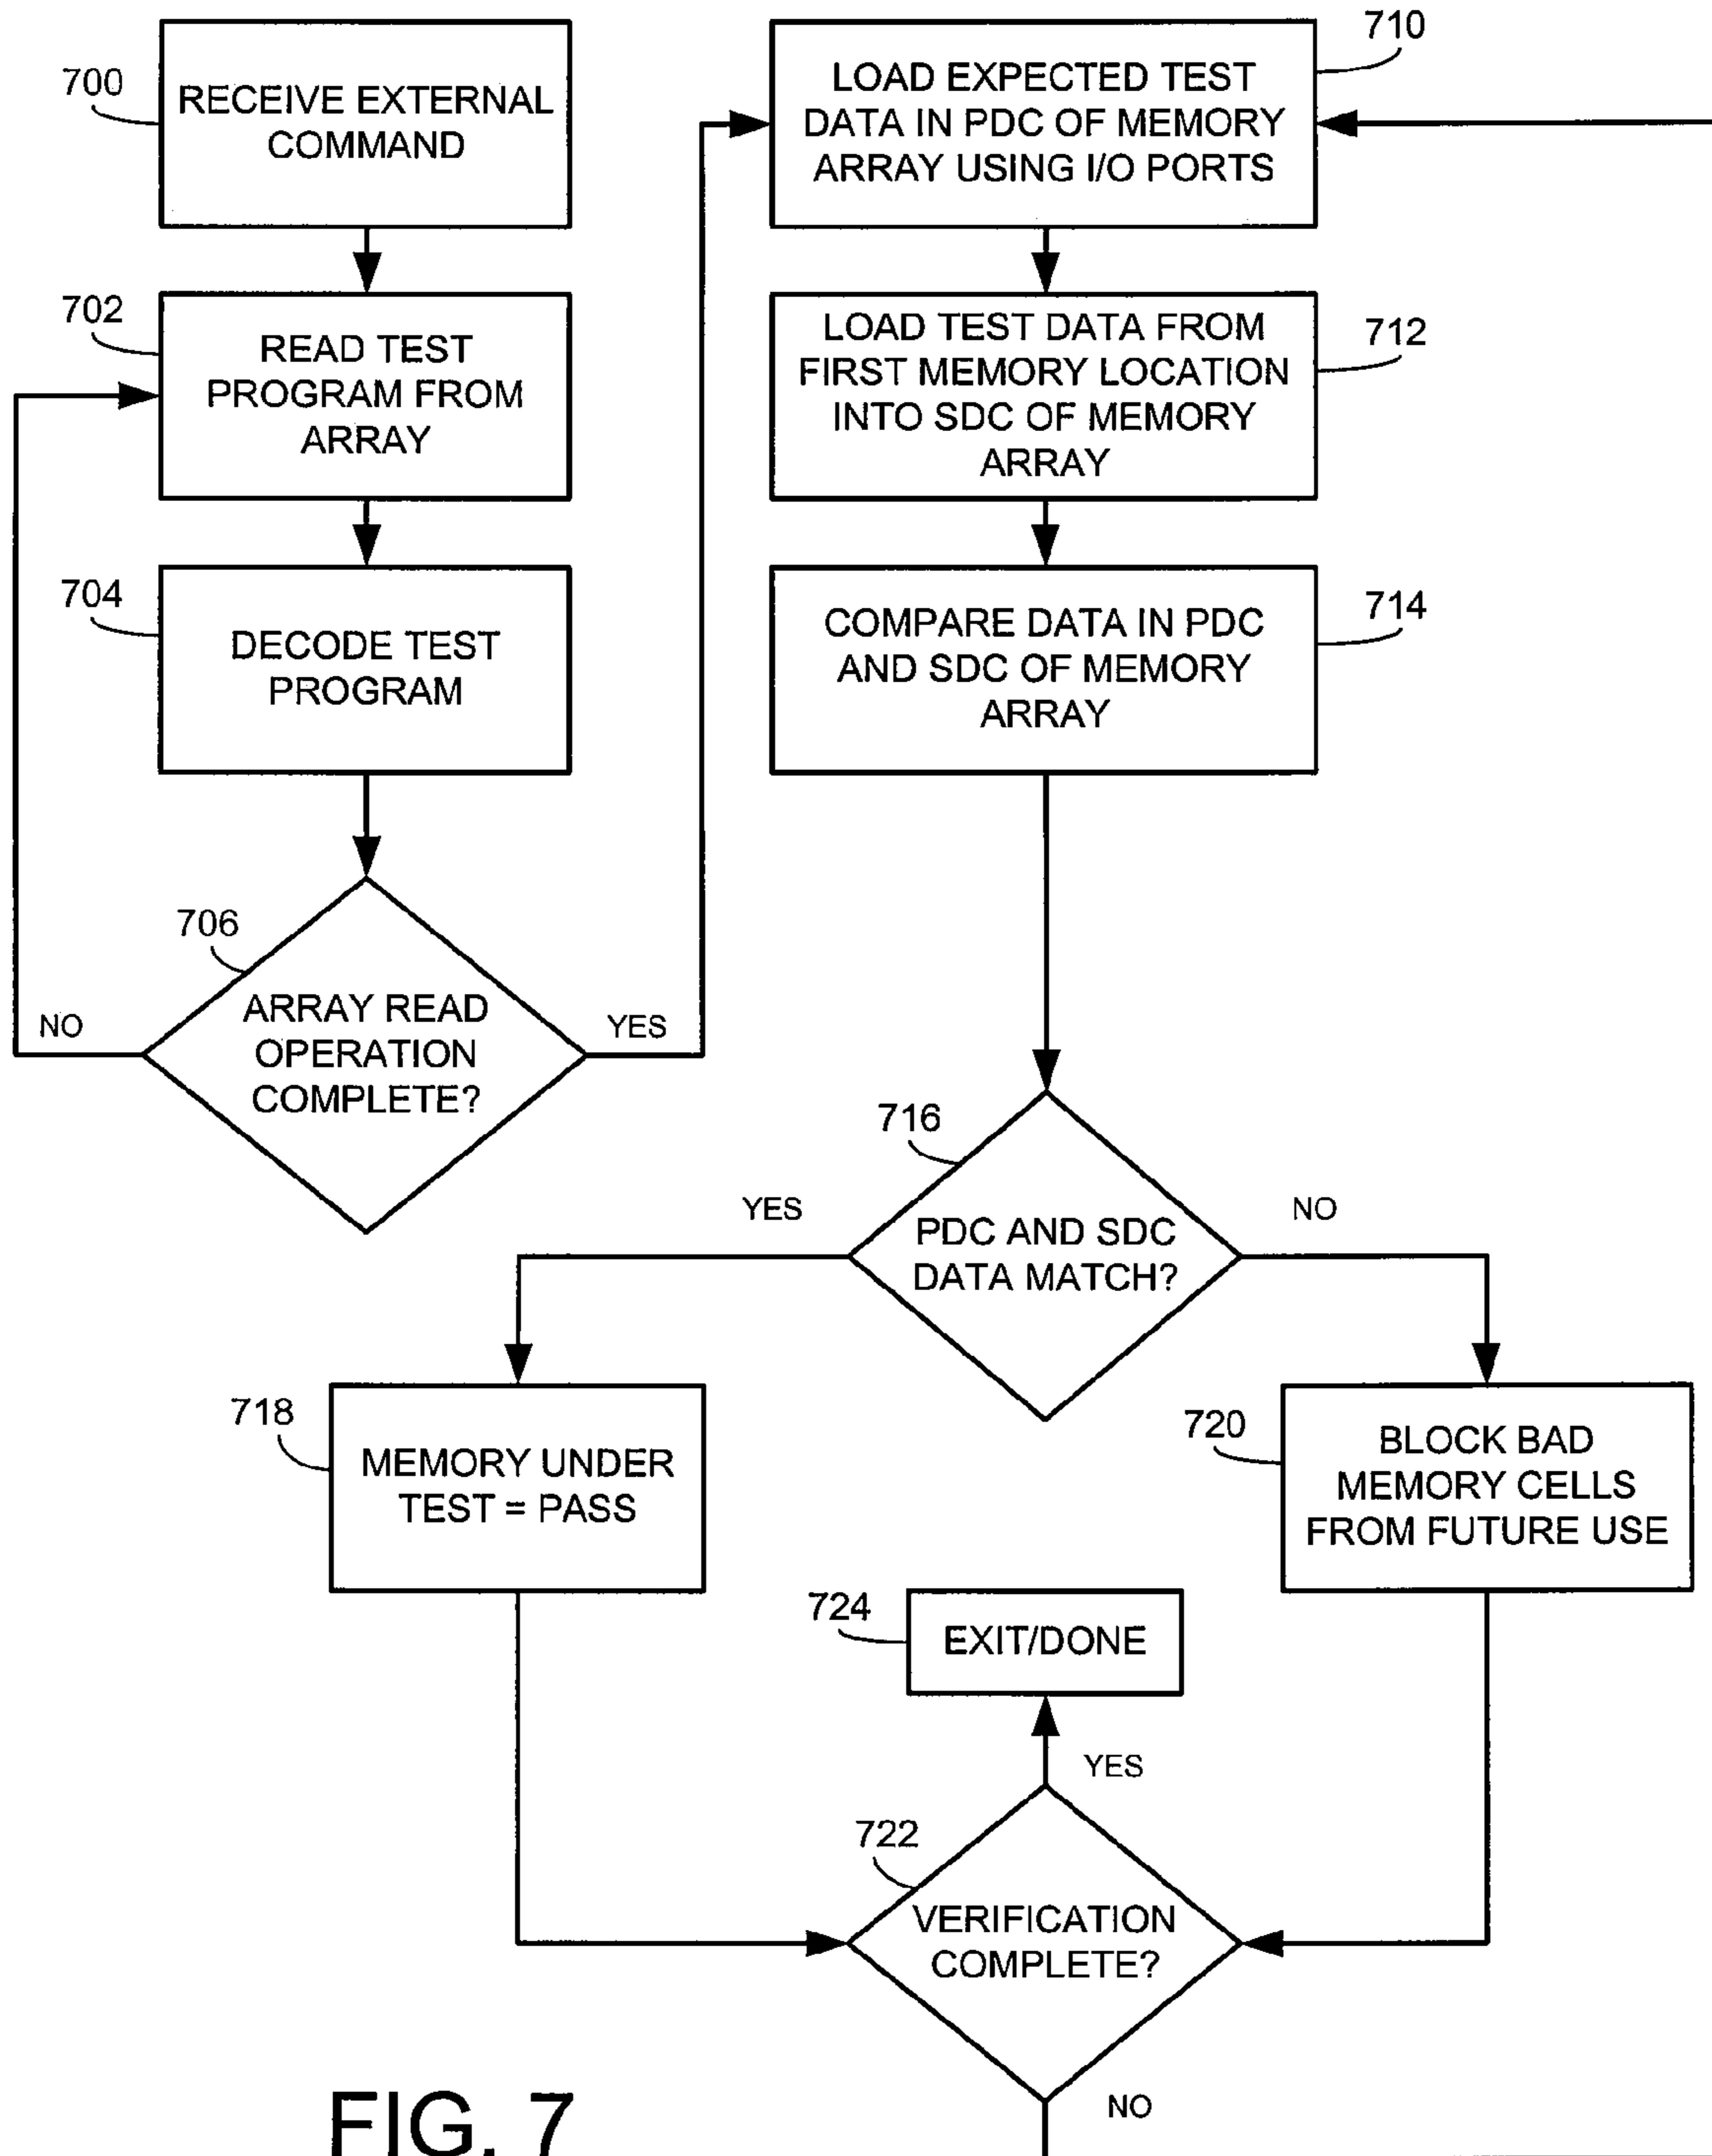 700
RECEIVE EXTERNAL
COMMAND
702
READ TEST
PROGRAM FROM
ARRAY
704
DECODE TEST
PROGRAM
706
ARRAY READ
OPERATION
COMPLETE?
NO
YES
710
LOAD EXPECTED TEST
DATA IN PDC OF MEMORY
ARRAY USING I/O PORTS
712
LOAD TEST DATA FROM
FIRST MEMORY LOCATION
INTO SDC OF MEMORY
ARRAY
714
COMPARE DATA IN PDC
AND SDC OF MEMORY
ARRAY
716
PDC AND SDC
DATA MATCH?
YES
NO
718
MEMORY UNDER
TEST = PASS
720
BLOCK BAD
MEMORY CELLS
FROM FUTURE USE
724
EXIT/DONE
YES
722
VERIFICATION
COMPLETE?
NO
FIG. 7